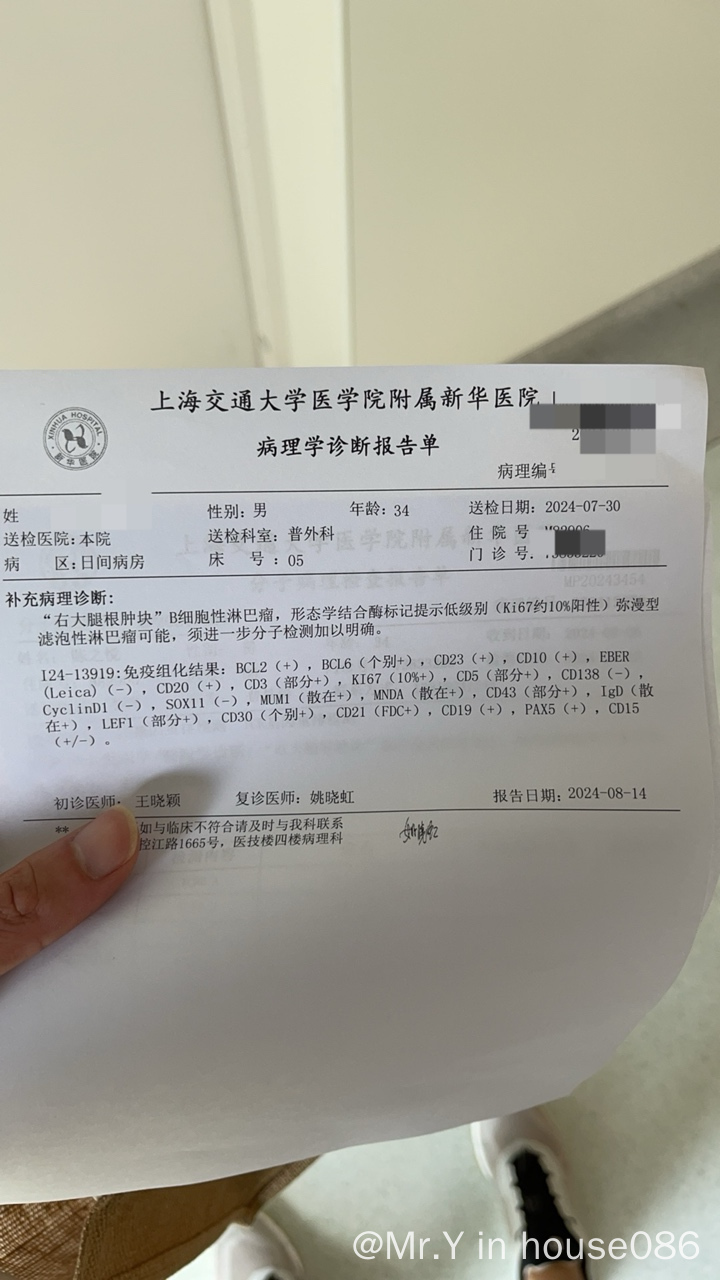 上海交通大学医学院附属新华医院
XINHUA HOSPITAL
新华医院
病理学诊断报告单
2
病理编号
姓 性别: 男 年龄: 34 送检日期: 2024-07-30
送检医院: 本院 送检科室: 普外科 住 院 号
病 区: 日间病房 床 号 : 05 门 诊 号.
MP20243454
补充病理诊断:
“右大腿根肿块”B细胞性淋巴瘤, 形态学结合酶标记提示低级别 (Ki67约10%阳性) 弥漫型
滤泡性淋巴瘤可能, 须进一步分子检测加以明确。
I24-13919: 免疫组化结果: BCL2 (+) , BCL6 (个别+) , CD23 (+) , CD10 (+) , EBER
(Leica) (-) , CD20 (+) , CD3 (部分+) , KI67 (10%+) , CD5 (部分+) , CD138 (-) ,
CyclinD1 (-) , SOX11 (-) , MUM1 (散在+) , MNDA (散在+) , CD43 (部分+) , IgD (散
在+) , LEF1 (部分+) , CD30 (个别+) , CD21 (FDC+) , CD19 (+) , PAX5 (+) , CD15
(+/-) 。
初诊医师: 王晓颖 复诊医师: 姚晓虹 报告日期: 2024-08-14
** 如与临床不符合请及时与我科联系
控江路1665号, 医技楼四楼病理科
@Mr.Y in house086